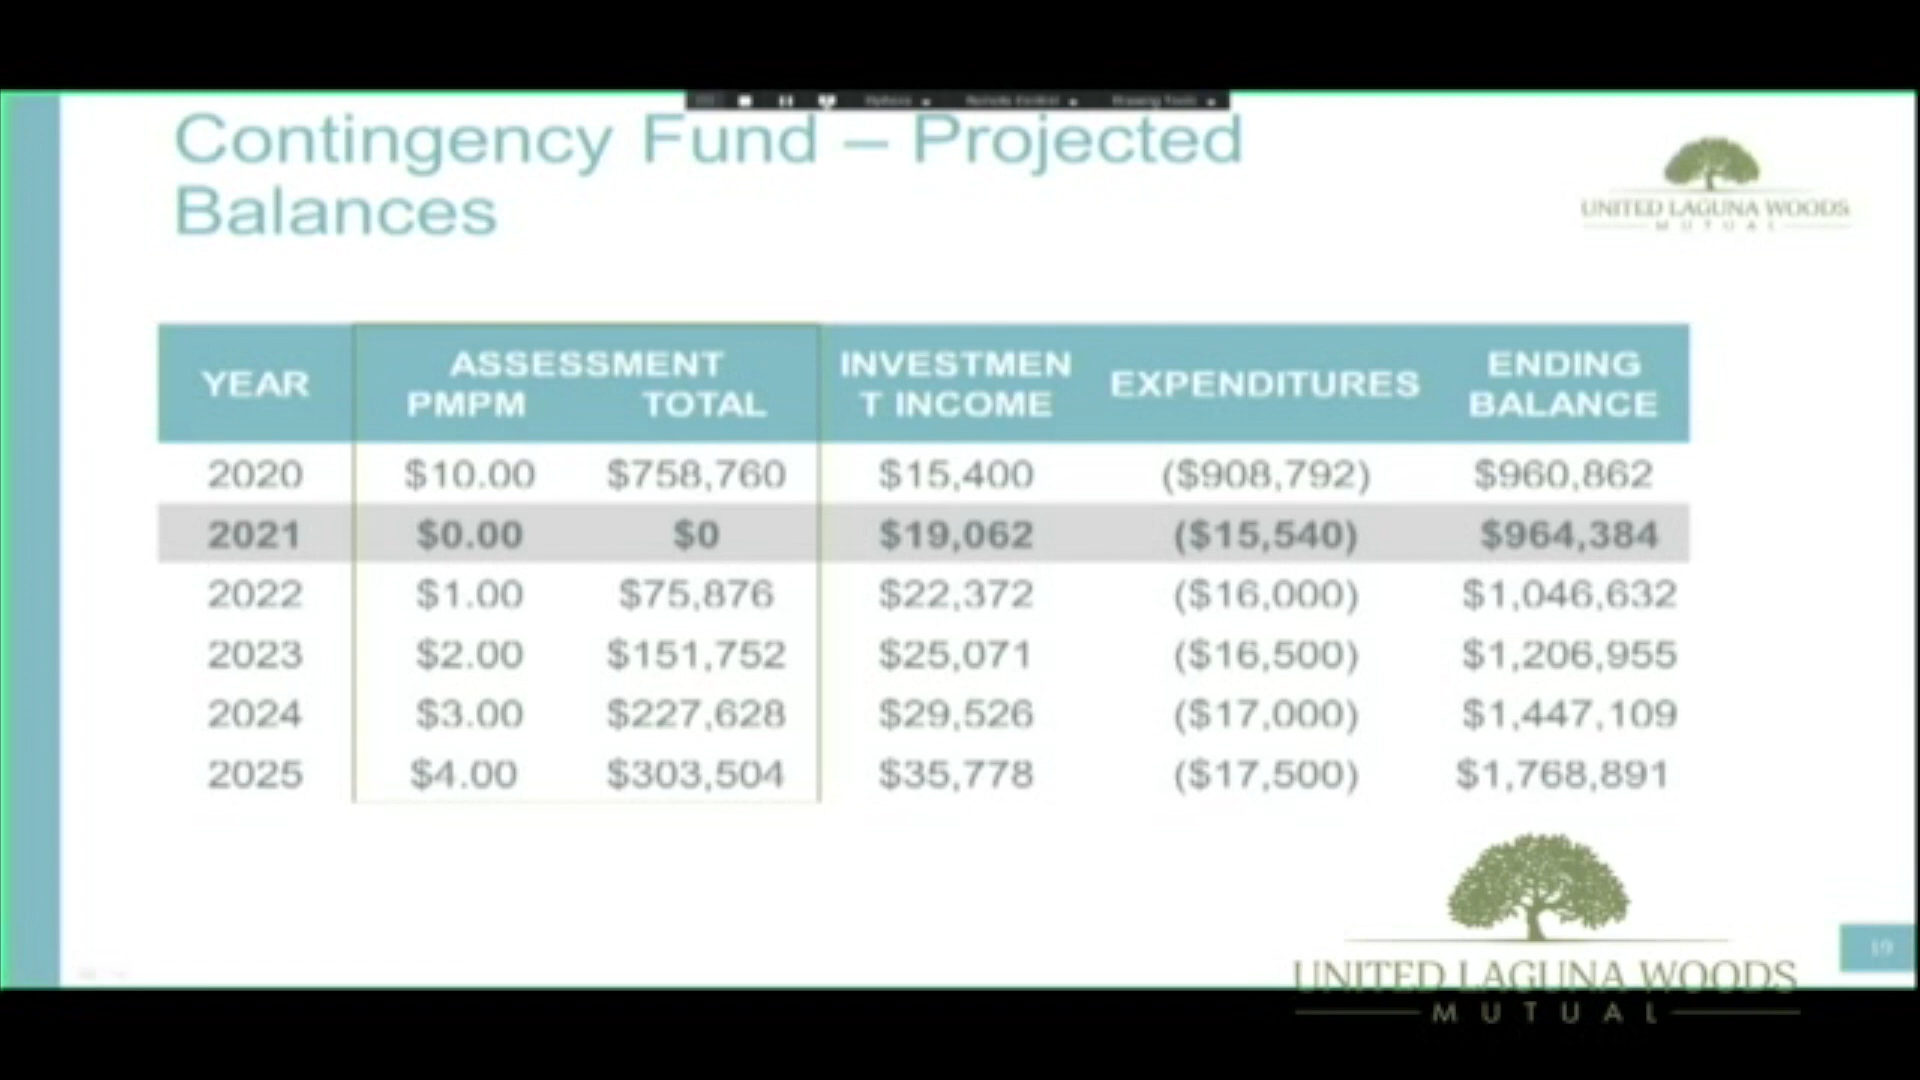 Contingency Fund – Projected
Balances
UNITED LAGUNA WOODS
MUTUAL
YEAR ASSESSMENT PMPM TOTAL INVESTMEN T INCOME EXPENDITURES ENDING BALANCE
2020 $10.00 $758,760 $15,400 ($908,792) $960,862
2021 $0.00 $0 $19,062 ($15,540) $964,384
2022 $1.00 $75,876 $22,372 ($16,000) $1,046,632
2023 $2.00 $151,752 $25,071 ($16,500) $1,206,955
2024 $3.00 $227,628 $29,526 ($17,000) $1,447,109
2025 $4.00 $303,504 $35,778 ($17,500) $1,768,891
19
UNITED LAGUNA WOODS
MUTUAL